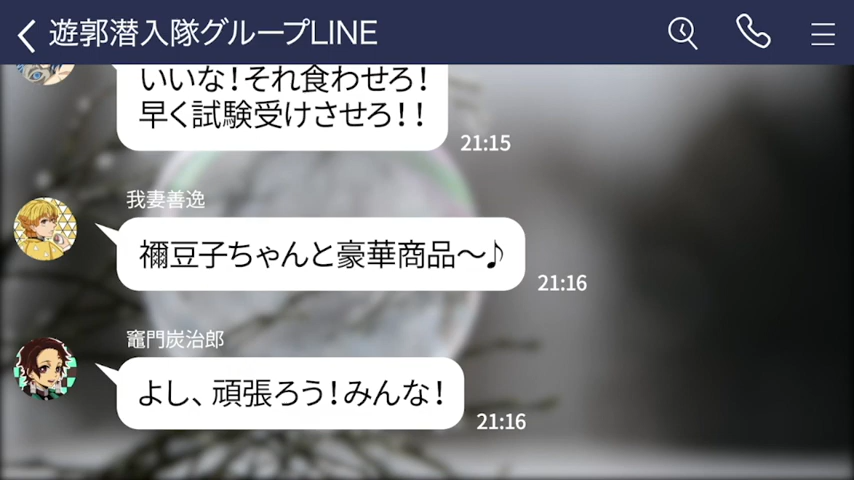 遊郭潜入隊グループLINE
いいな！それ食わせろ！
早く試験受けさせろ！！
21:15
我妻善逸
禰豆子ちゃんと豪華商品～♪
21:16
竈門炭治郎
よし、頑張ろう！みんな！
21:16